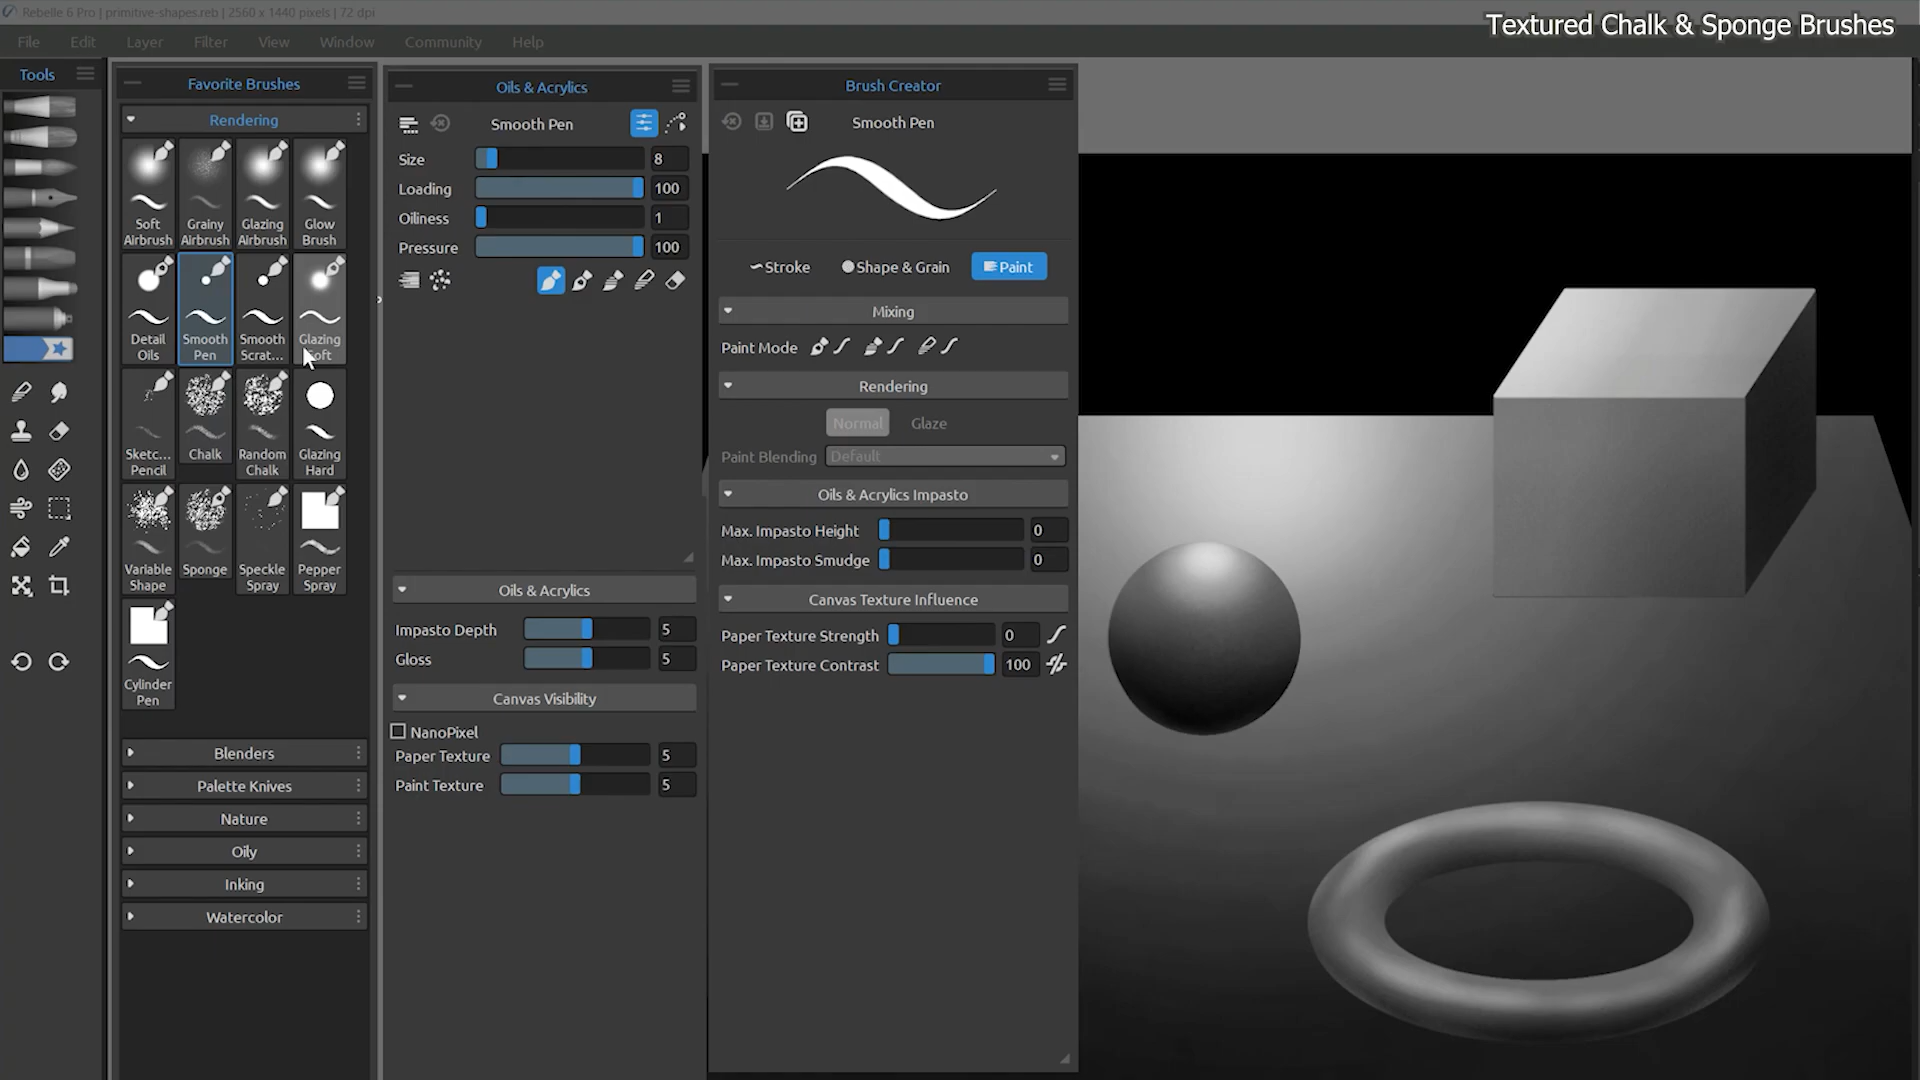 Rebelle 6 Pro | primitive-shapes.reb | 2560 x 1440 pixels | 72 dpi
Textured Chalk & Sponge Brushes
File Edit Layer Filter View Window Community Help
Tools
Favorite Brushes
Rendering
Soft Airbrush
Grainy Airbrush
Glazing Airbrush
Glow Brush
Detail Oils
Smooth Pen
Smooth Scrat...
Glazing Soft
Sketc... Pencil
Chalk
Random Chalk
Glazing Hard
Variable Shape
Sponge
Speckle Spray
Pepper Spray
Cylinder Pen
Blenders
Palette Knives
Nature
Oily
Inking
Watercolor
Oils & Acrylics
Smooth Pen
Size 8
Loading 100
Oiliness 1
Pressure 100
Oils & Acrylics
Impasto Depth 5
Gloss 5
Canvas Visibility
NanoPixel
Paper Texture 5
Paint Texture 5
Brush Creator
Smooth Pen
Stroke Shape & Grain Paint
Mixing
Paint Mode
Rendering
Normal Glaze
Paint Blending Default
Oils & Acrylics Impasto
Max. Impasto Height 0
Max. Impasto Smudge 0
Canvas Texture Influence
Paper Texture Strength 0
Paper Texture Contrast 100